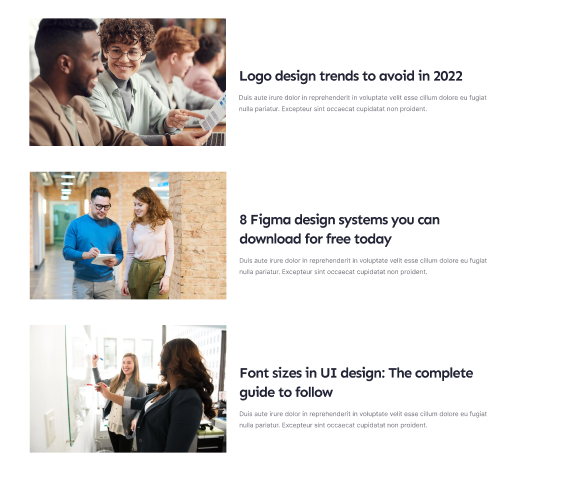 Logo design trends to avoid in 2022
Duis aute irure dolor in reprehenderit in voluptate velit esse cillum dolore eu fugiat
nulla pariatur. Excepteur sint occaecat cupidatat non proident.
8 Figma design systems you can
download for free today
Duis aute irure dolor in reprehenderit in voluptate velit esse cillum dolore eu fugiat
nulla pariatur. Excepteur sint occaecat cupidatat non proident.
Font sizes in UI design: The complete
guide to follow
Duis aute irure dolor in reprehenderit in voluptate velit esse cillum dolore eu fugiat
nulla pariatur. Excepteur sint occaecat cupidatat non proident.